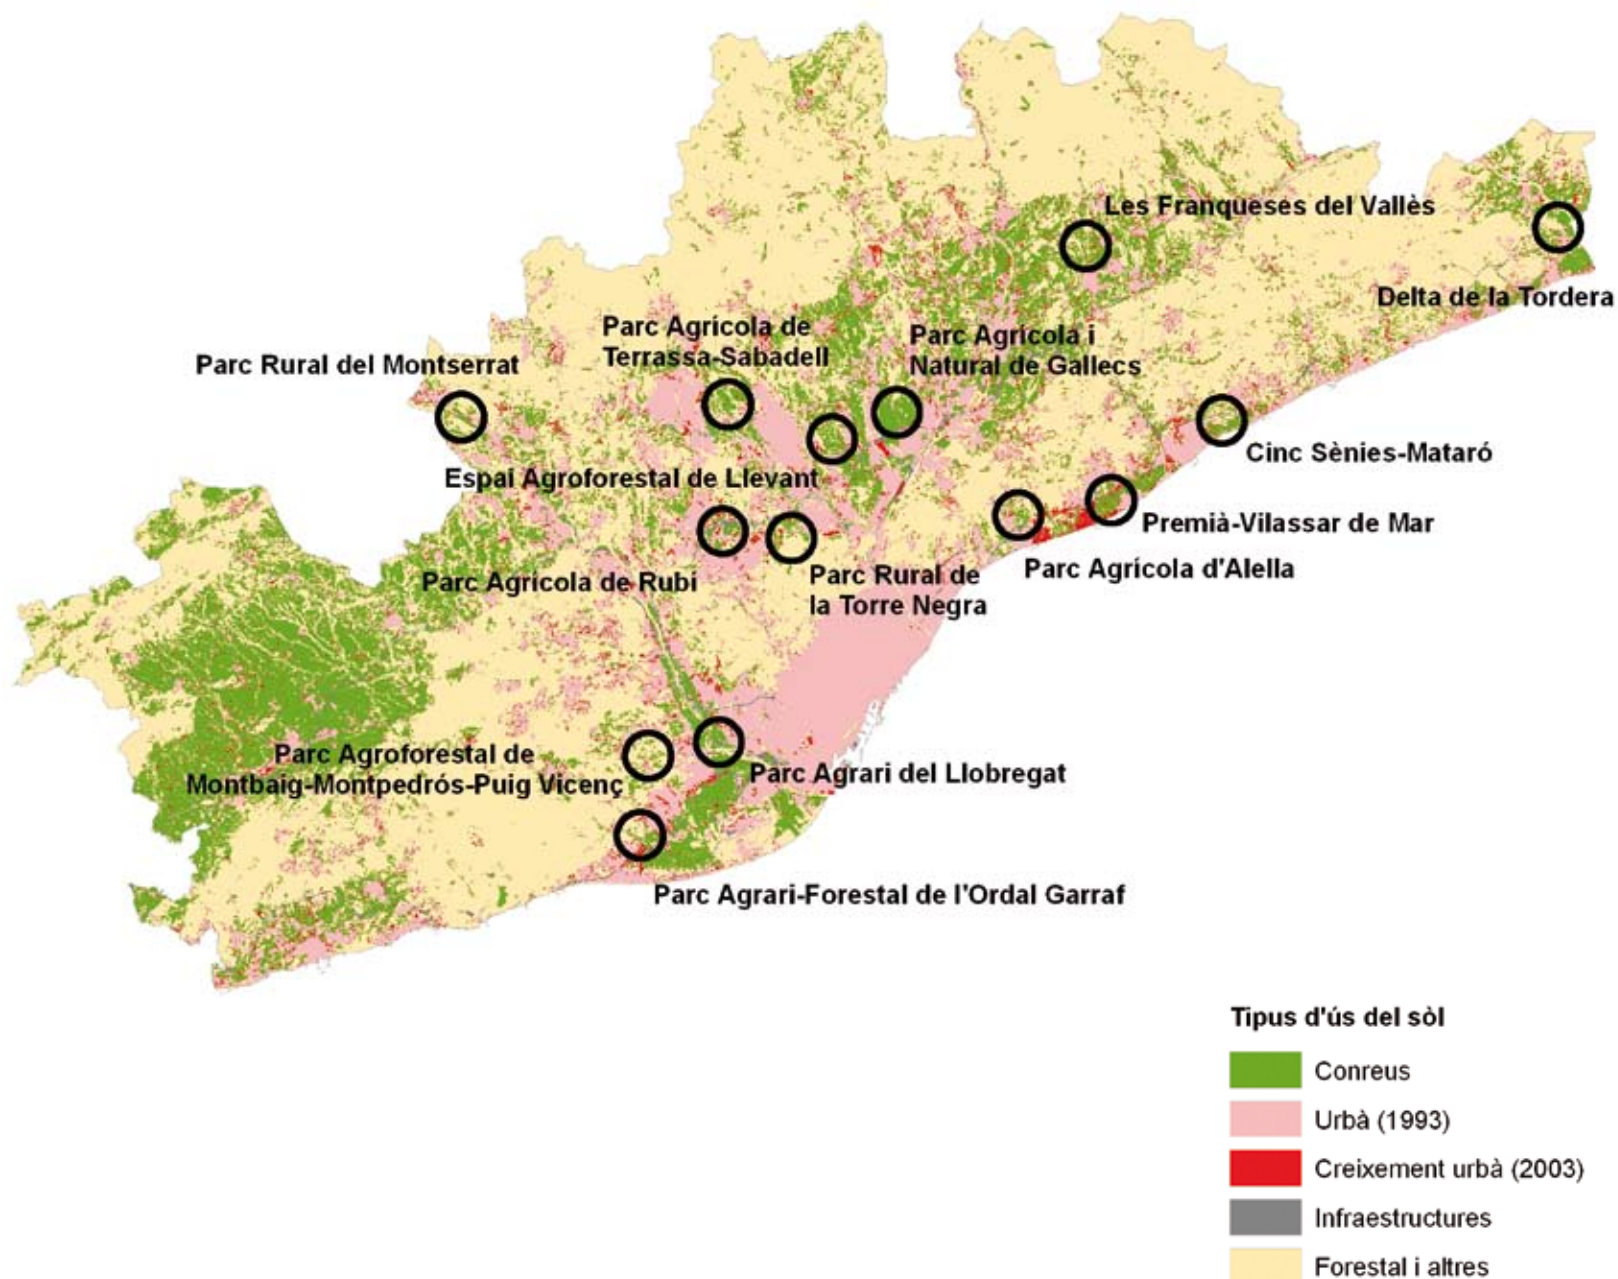 Les Franqueses del Vallès
Delta de la Tordera
Parc Agrícola de
Terrassa-Sabadell
Parc Agrícola i
Natural de Gallecs
Parc Rural del Montserrat
Cinc Sènies-Mataró
Espai Agroforestal de Llevant
Premià-Vilassar de Mar
Parc Agrícola d'Alella
Parc Agrícola de Rubí
Parc Rural de
la Torre Negra
Parc Agroforestal de
Montbaig-Montpedrós-Puig Vicenç
Parc Agrari del Llobregat
Parc Agrari-Forestal de l'Ordal Garraf
Tipus d'ús del sòl
Conreus
Urbà (1993)
Creixement urbà (2003)
Infraestructures
Forestal i altres